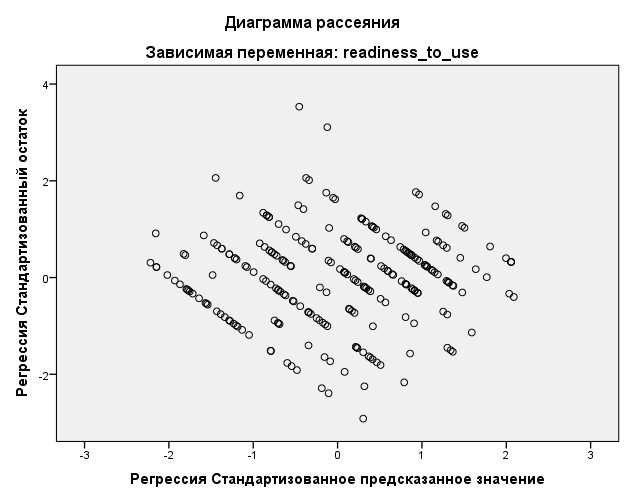 Диаграмма рассеяния
Зависимая переменная: readiness_to_use
Регрессия Стандартизованный остаток
4
2
0
-2
-3
-2
-1
0
1
2
3
Регрессия Стандартизованное предсказанное значение